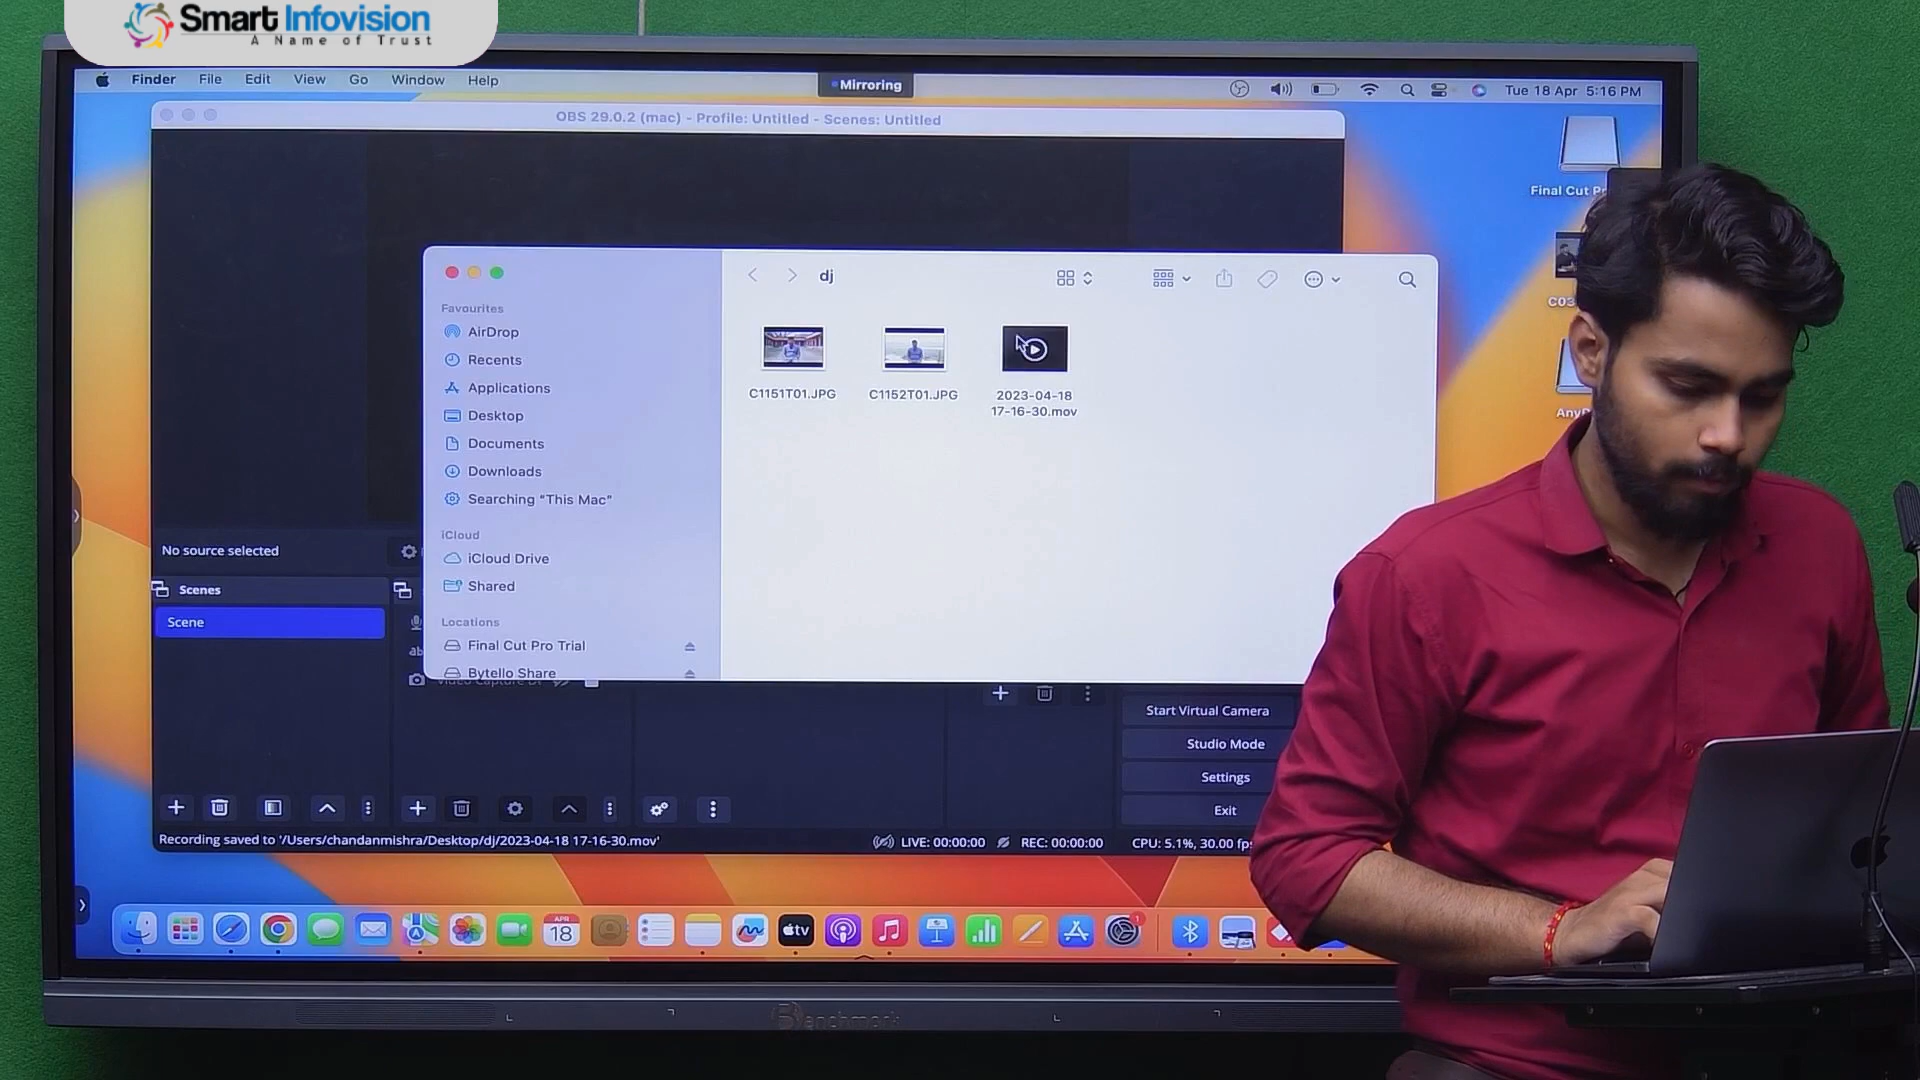 Smart Infovision
A Name of Trust
Finder File Edit View Go Window Help
Mirroring
Tue 18 Apr 5:16 PM
OBS 29.0.2 (mac) - Profile: Untitled - Scenes: Untitled
Final Cut
dj
Favourites
AirDrop
Recents
Applications
Desktop
Documents
Downloads
Searching “This Mac”
iCloud
iCloud Drive
Shared
Locations
Final Cut Pro Trial
Bytello Share
C1151T01.JPG
C1152T01.JPG
2023-04-18
17-16-30.mov
No source selected
Scenes
Scene
Start Virtual Camera
Studio Mode
Settings
Exit
Recording saved to '/Users/chandanmishra/Desktop/dj/2023-04-18 17-16-30.mov'
LIVE: 00:00:00
REC: 00:00:00
CPU: 5.1%, 30.00 fps
APR
18
tv
1
Benchmark